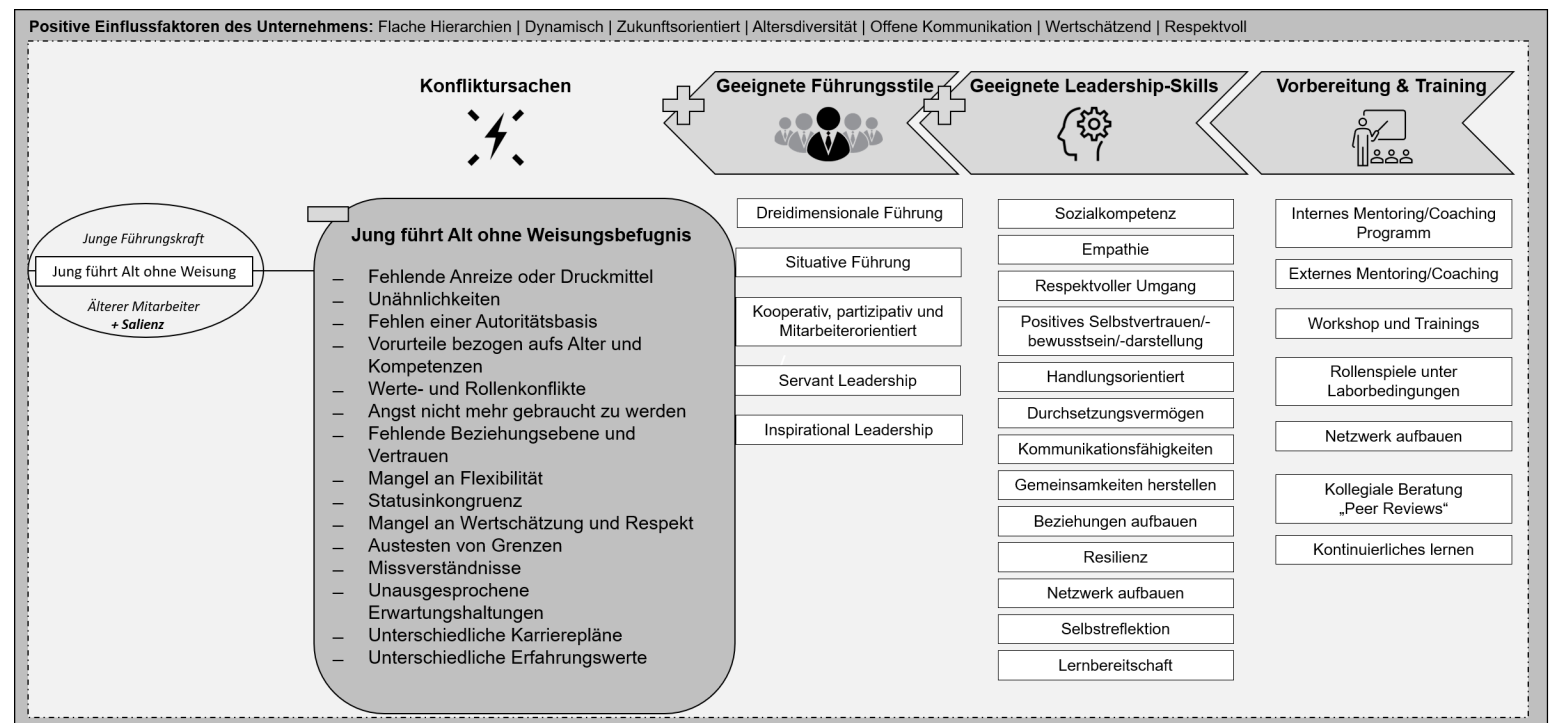 Positive Einflussfaktoren des Unternehmens: Flache Hierarchien | Dynamisch | Zukunftsorientiert | Altersdiversität | Offene Kommunikation | Wertschätzend | Respektvoll
Konfliktursachen
Geeignete Führungsstile
Geeignete Leadership-Skills
Vorbereitung & Training
Junge Führungskraft
Jung führt Alt ohne Weisung
Älterer Mitarbeiter
+ Salienz
Jung führt Alt ohne Weisungsbefugnis
– Fehlende Anreize oder Druckmittel
– Unähnlichkeiten
– Fehlen einer Autoritätsbasis
– Vorurteile bezogen aufs Alter und
Kompetenzen
– Werte- und Rollenkonflikte
– Angst nicht mehr gebraucht zu werden
– Fehlende Beziehungsebene und
Vertrauen
– Mangel an Flexibilität
– Statusinkongruenz
– Mangel an Wertschätzung und Respekt
– Austesten von Grenzen
– Missverständnisse
– Unausgesprochene
Erwartungshaltungen
– Unterschiedliche Karrierepläne
– Unterschiedliche Erfahrungswerte
Dreidimensionale Führung
Situative Führung
Kooperativ, partizipativ und
Mitarbeiterorientiert
/
Servant Leadership
Inspirational Leadership
Sozialkompetenz
Empathie
Respektvoller Umgang
Positives Selbstvertrauen/-
bewusstsein/-darstellung
Handlungsorientiert
Durchsetzungsvermögen
Kommunikationsfähigkeiten
Gemeinsamkeiten herstellen
Beziehungen aufbauen
Resilienz
Netzwerk aufbauen
Selbstreflektion
Lernbereitschaft
Internes Mentoring/Coaching
Programm
Externes Mentoring/Coaching
Workshop und Trainings
Rollenspiele unter
Laborbedingungen
Netzwerk aufbauen
Kollegiale Beratung
„Peer Reviews“
Kontinuierliches lernen